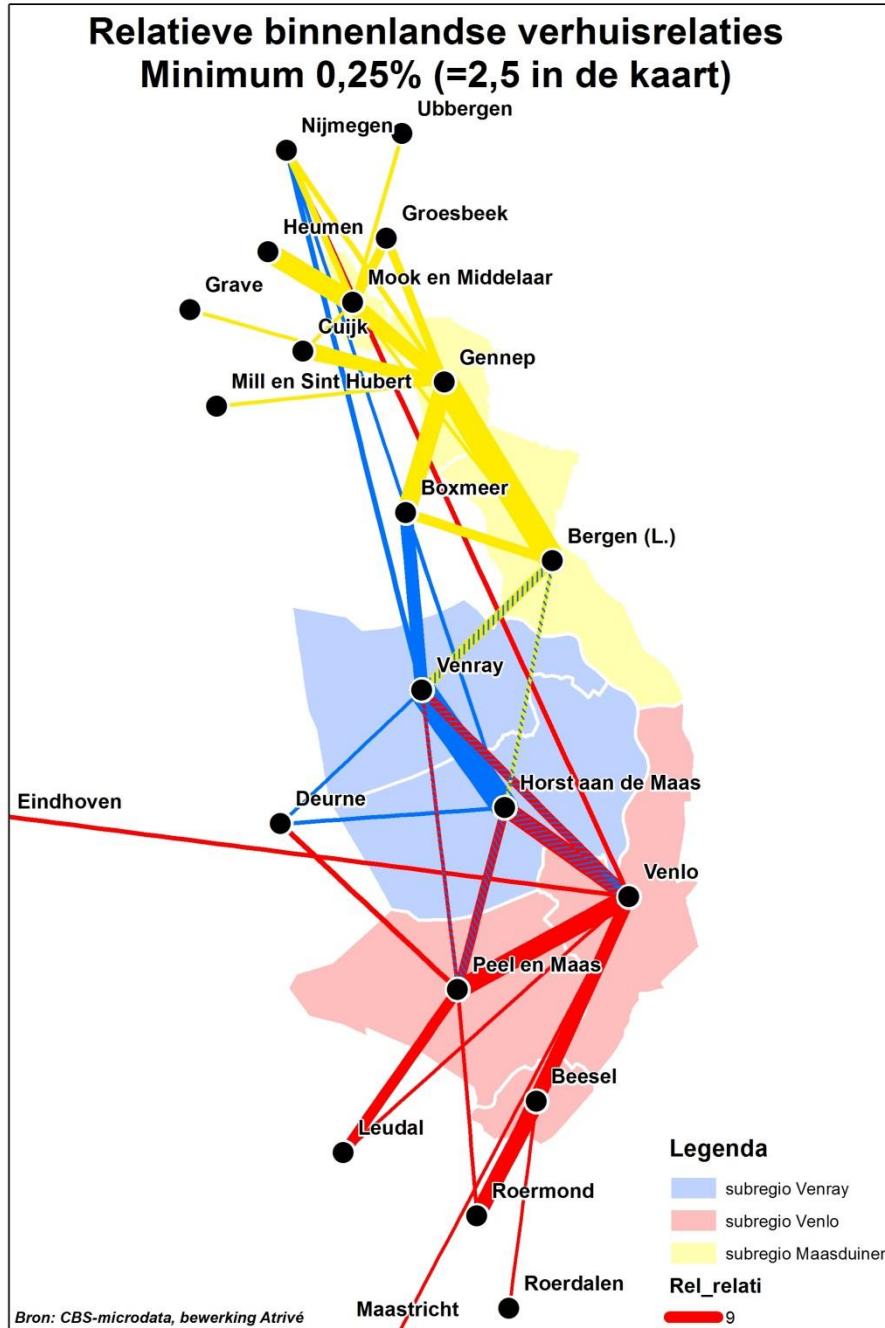 Relatieve binnenlandse verhuisrelaties
Minimum 0,25% (=2,5 in de kaart)
Ubbergen
Nijmegen
Groesbeek
Heumen
Mook en Middelaar
Grave
Cuijk
Gennep
Mill en Sint Hubert
Boxmeer
Bergen (L.)
Venray
Horst aan de Maas
Deurne
Eindhoven
Venlo
Peel en Maas
Beesel
Leudal
Roermond
Roerdalen
Maastricht
Legenda
subregio Venray
subregio Venlo
subregio Maasduinen
Rel_relati
9
Bron: CBS-microdata, bewerking Atrivé